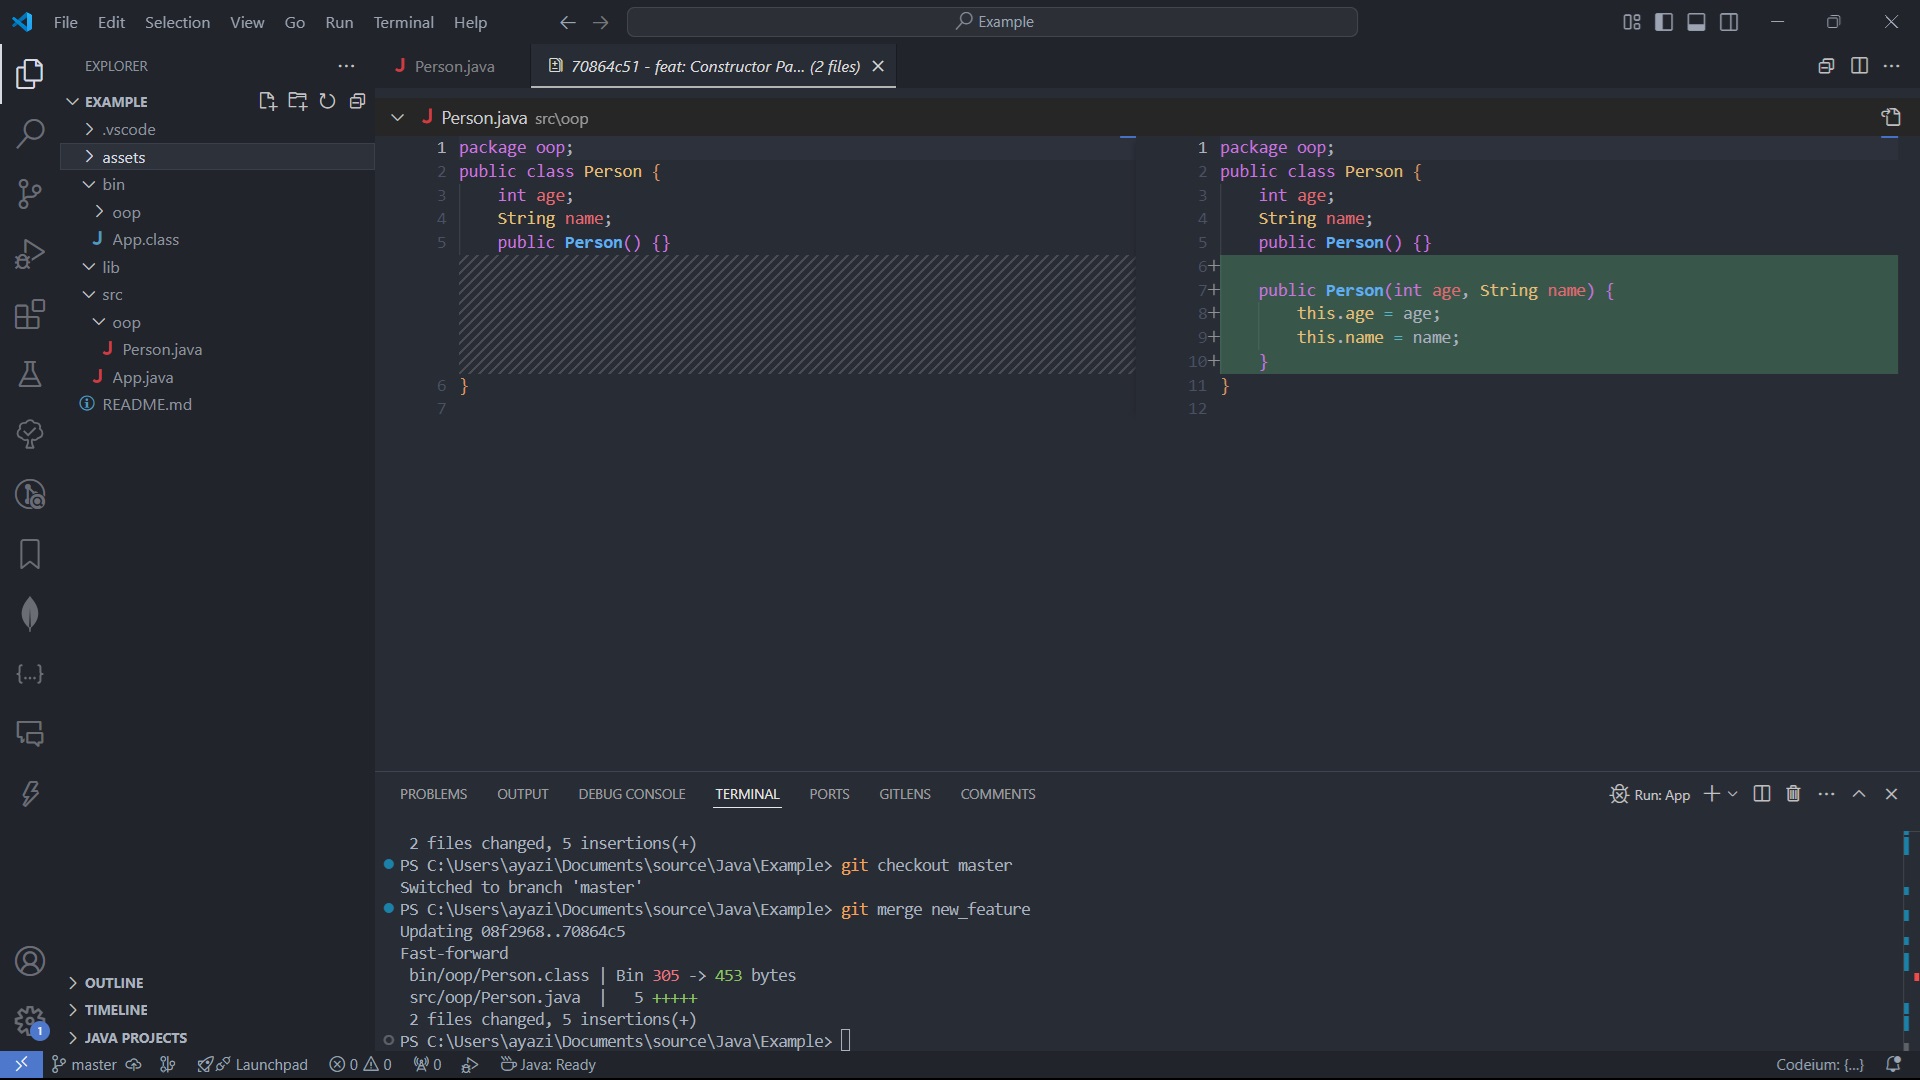 File Edit Selection View Go Run Terminal Help
Example
EXPLORER
Person.java
70864c51 - feat: Constructor Pa... (2 files)
EXAMPLE
.vscode
assets
bin
oop
App.class
lib
src
oop
Person.java
App.java
README.md
OUTLINE
TIMELINE
JAVA PROJECTS
Person.java src\oop
1 package oop;
2 public class Person {
3 int age;
4 String name;
5 public Person() {}
6 }
7
1 package oop;
2 public class Person {
3 int age;
4 String name;
5 public Person() {}
6+
7+ public Person(int age, String name) {
8+ this.age = age;
9+ this.name = name;
10+ }
11 }
12
PROBLEMS OUTPUT DEBUG CONSOLE TERMINAL PORTS GITLENS COMMENTS
Run: App
2 files changed, 5 insertions(+)
PS C:\Users\ayazi\Documents\source\Java\Example> git checkout master
Switched to branch 'master'
PS C:\Users\ayazi\Documents\source\Java\Example> git merge new_feature
Updating 08f2968..70864c5
Fast-forward
bin/oop/Person.class | Bin 305 -> 453 bytes
src/oop/Person.java | 5 +++++
2 files changed, 5 insertions(+)
PS C:\Users\ayazi\Documents\source\Java\Example>
1
master Launchpad 0 0 0 Java: Ready Codeium: {...}